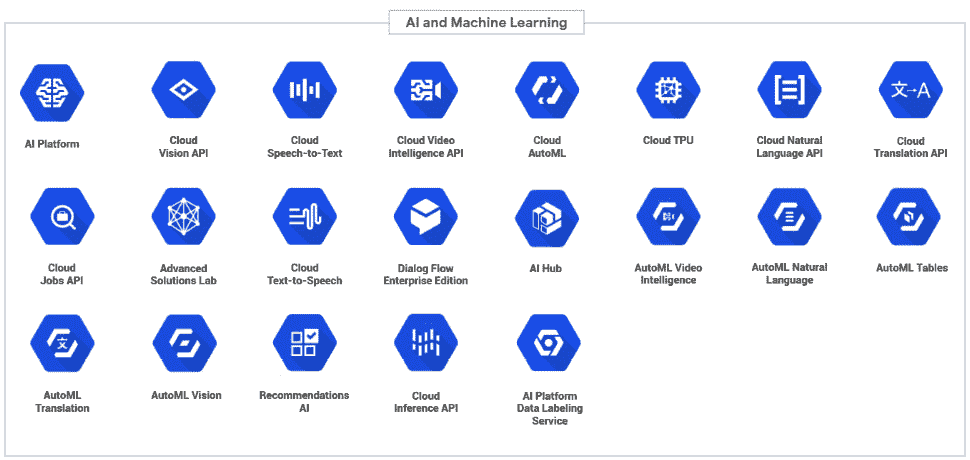 AI and Machine Learning
AI Platform
Cloud
Vision API
Cloud
Speech-to-Text
Cloud Video
Intelligence API
Cloud
AutoML
Cloud TPU
Cloud Natural
Language API
文→A
Cloud
Translation API
Cloud
Jobs API
Advanced
Solutions Lab
Cloud
Text-to-Speech
Dialog Flow
Enterprise Edition
AI Hub
AutoML Video
Intelligence
AutoML Natural
Language
AutoML Tables
文
AutoML
Translation
AutoML Vision
Recommendations
AI
Cloud
Inference API
AI Platform
Data Labeling
Service